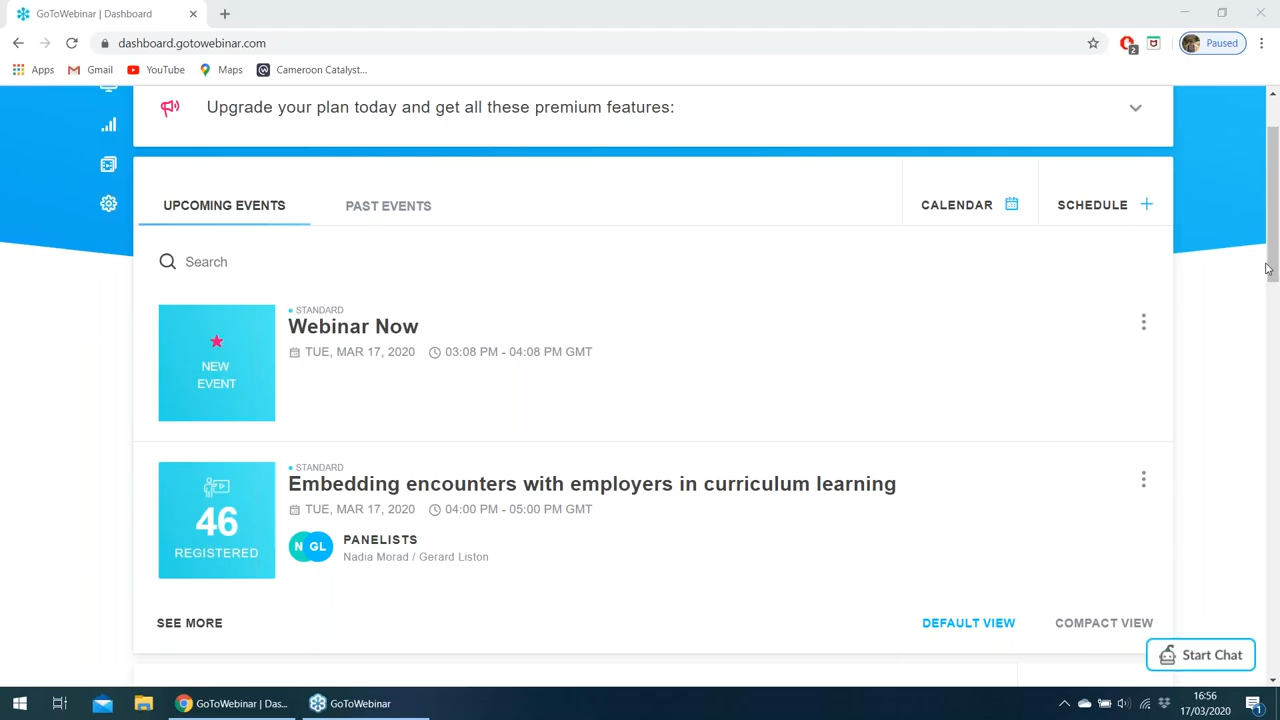 GoToWebinar | Dashboard
dashboard.gotowebinar.com
2
Paused
Apps
Gmail
YouTube
Maps
Cameroon Catalyst...
Upgrade your plan today and get all these premium features:
UPCOMING EVENTS
PAST EVENTS
CALENDAR
SCHEDULE
Search
NEW
EVENT
STANDARD
Webinar Now
TUE, MAR 17, 2020 03:08 PM - 04:08 PM GMT
46
REGISTERED
STANDARD
Embedding encounters with employers in curriculum learning
TUE, MAR 17, 2020 04:00 PM - 05:00 PM GMT
N GL
PANELISTS
Nadia Morad / Gerard Liston
SEE MORE
DEFAULT VIEW
COMPACT VIEW
Start Chat
GoToWebinar | Das...
GoToWebinar
16:56
17/03/2020
1